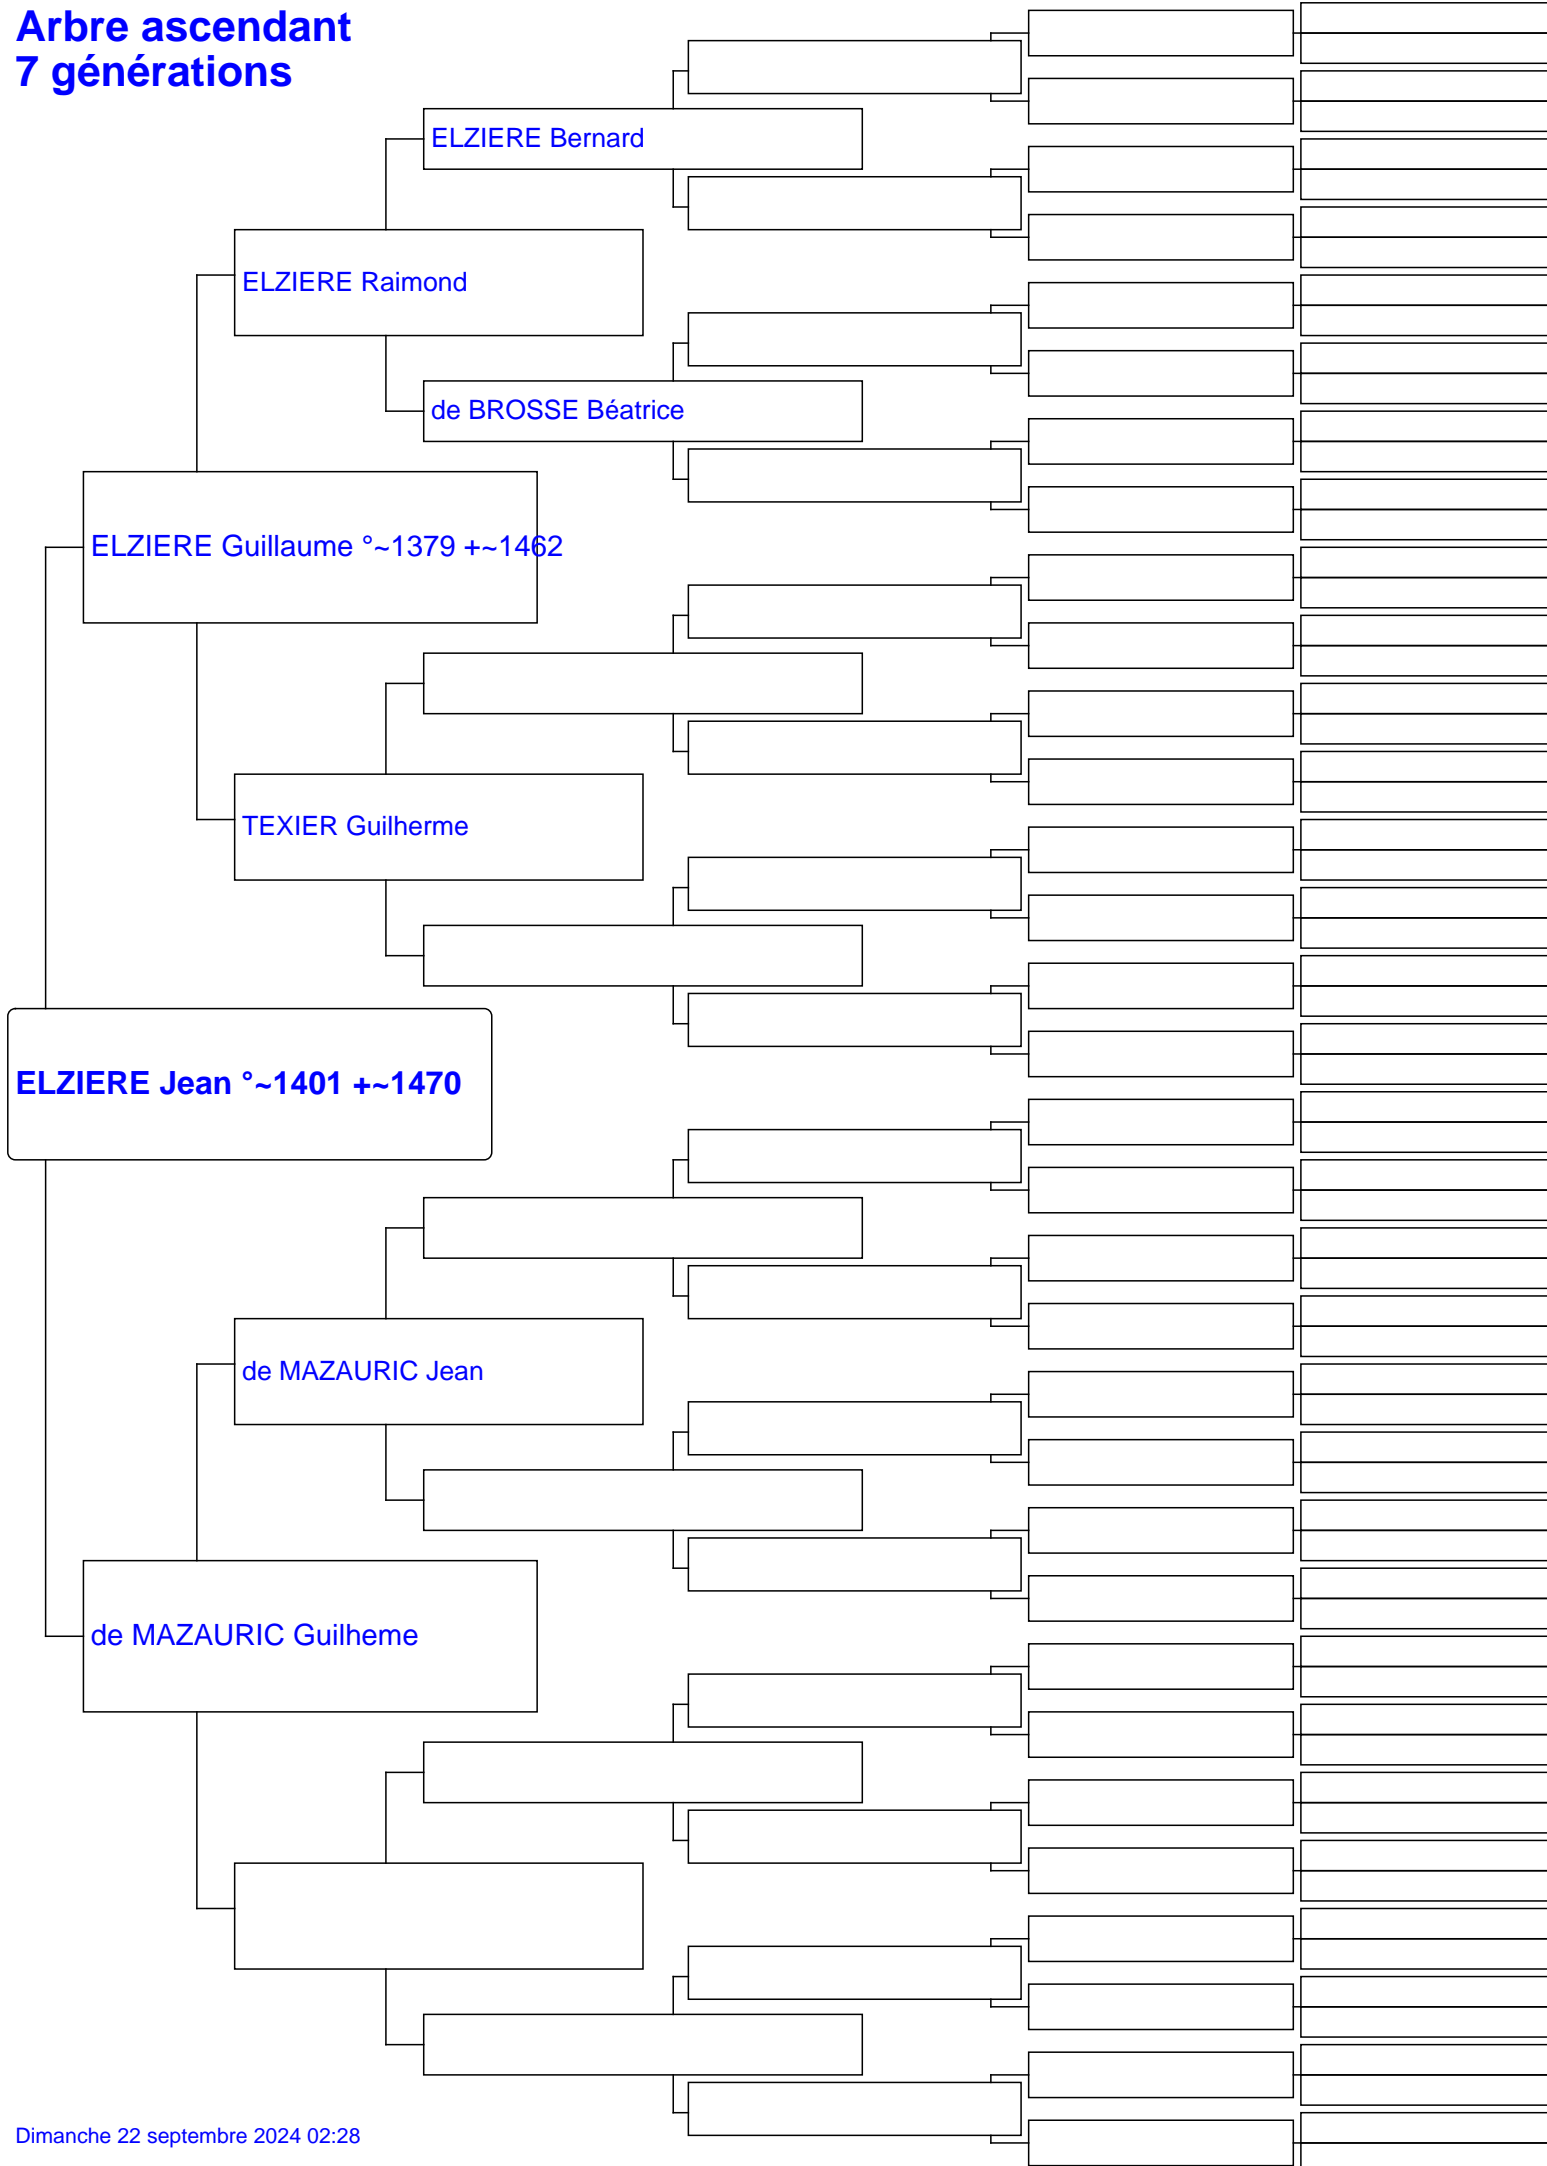 Arbre ascendant
7 générations
ELZIERE Bernard
ELZIERE Raimond
de BROSSE Béatrice
ELZIERE Guillaume °~1379 +~1462
TEXIER Guilherme
ELZIERE Jean °~1401 +~1470
de MAZAURIC Jean
de MAZAURIC Guilheme
Dimanche 22 septembre 2024 02:28